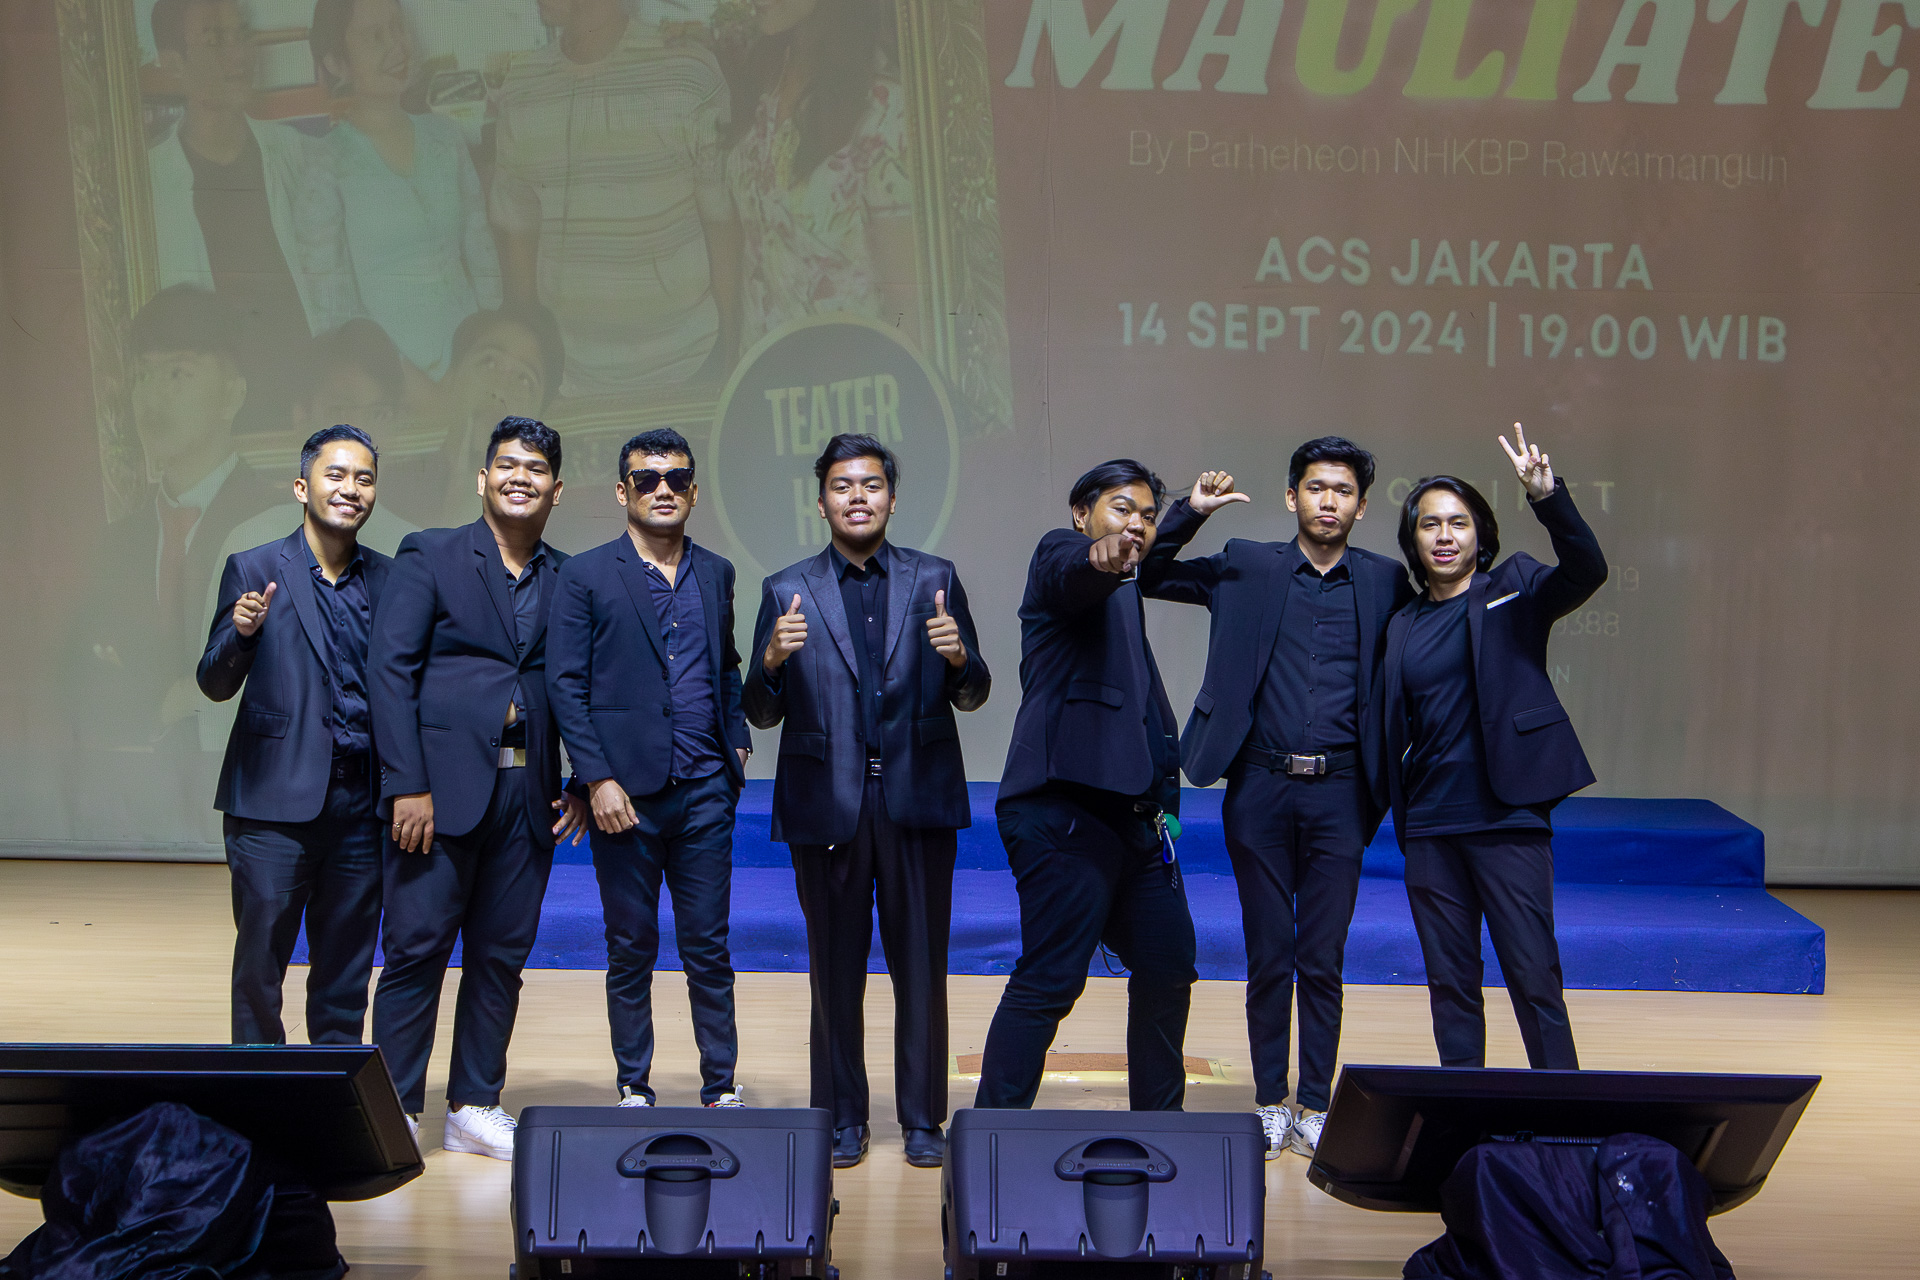 MAULIATE
By Parheheon NHKBP Rawamangun
ACS JAKARTA
14 SEPT 2024 | 19.00 WIB
TEATER